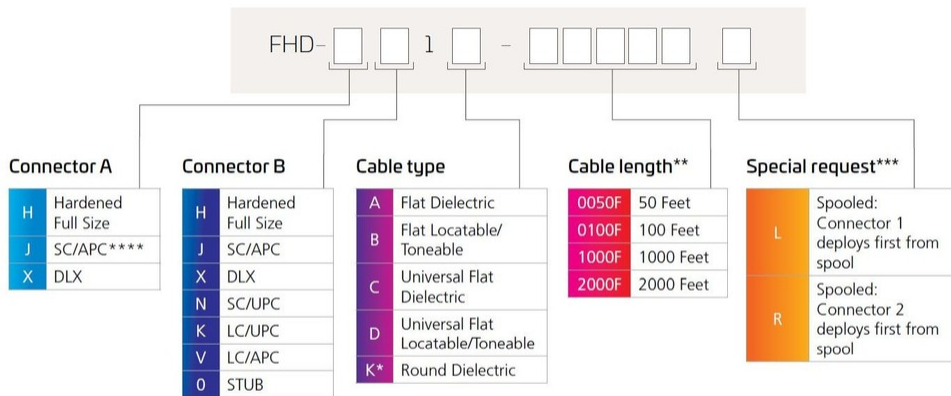 FHD- 1 -
Connector A
H Hardened
Full Size
J SC/APC****
X DLX
Connector B
H Hardened
Full Size
J SC/APC
X DLX
N SC/UPC
K LC/UPC
V LC/APC
0 STUB
Cable type
A Flat Dielectric
B Flat Locatable/
Toneable
C Universal Flat
Dielectric
D Universal Flat
Locatable/Toneable
K* Round Dielectric
Cable length**
0050F 50 Feet
0100F 100 Feet
1000F 1000 Feet
2000F 2000 Feet
Special request***
L Spooled:
Connector 1
deploys first from
spool
R Spooled:
Connector 2
deploys first from
spool